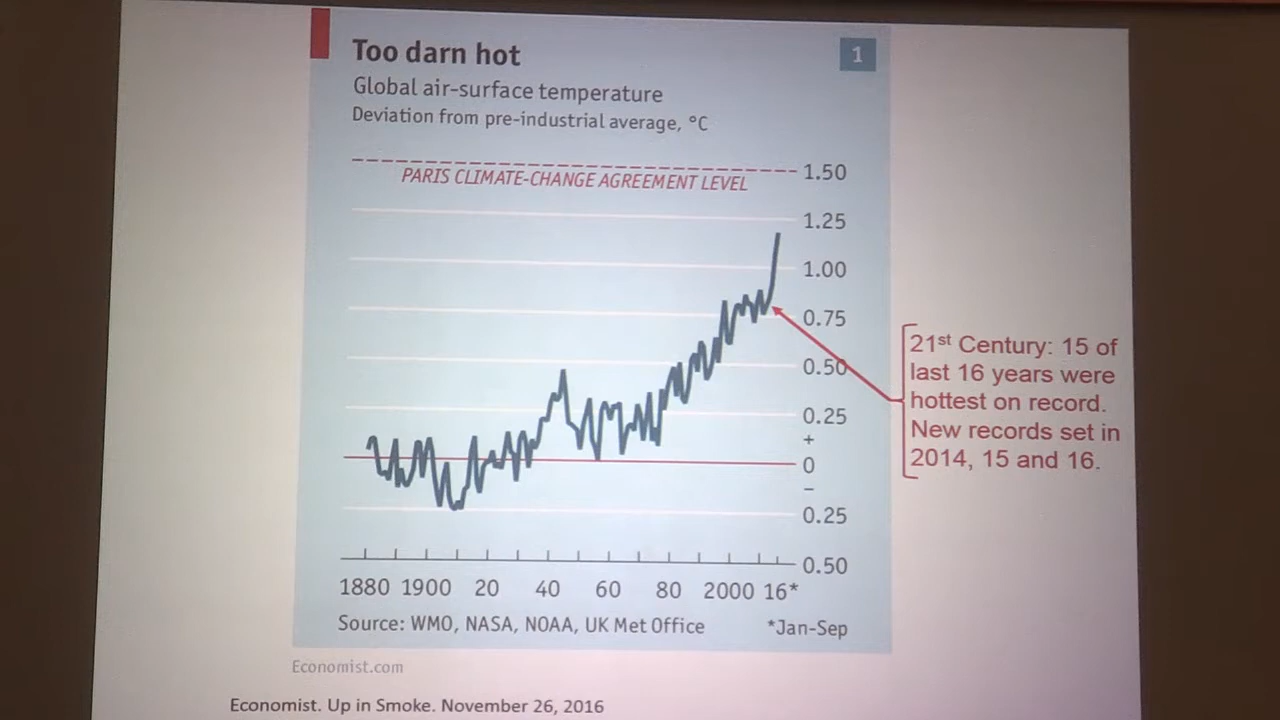 Too darn hot
1
Global air-surface temperature
Deviation from pre-industrial average, °C
1.50
PARIS CLIMATE-CHANGE AGREEMENT LEVEL
1.25
1.00
0.75
0.50
0.25
+
0
–
0.25
0.50
21st Century: 15 of
last 16 years were
hottest on record.
New records set in
2014, 15 and 16.
1880 1900 20 40 60 80 2000 16*
Source: WMO, NASA, NOAA, UK Met Office *Jan-Sep
Economist.com
Economist. Up in Smoke. November 26, 2016